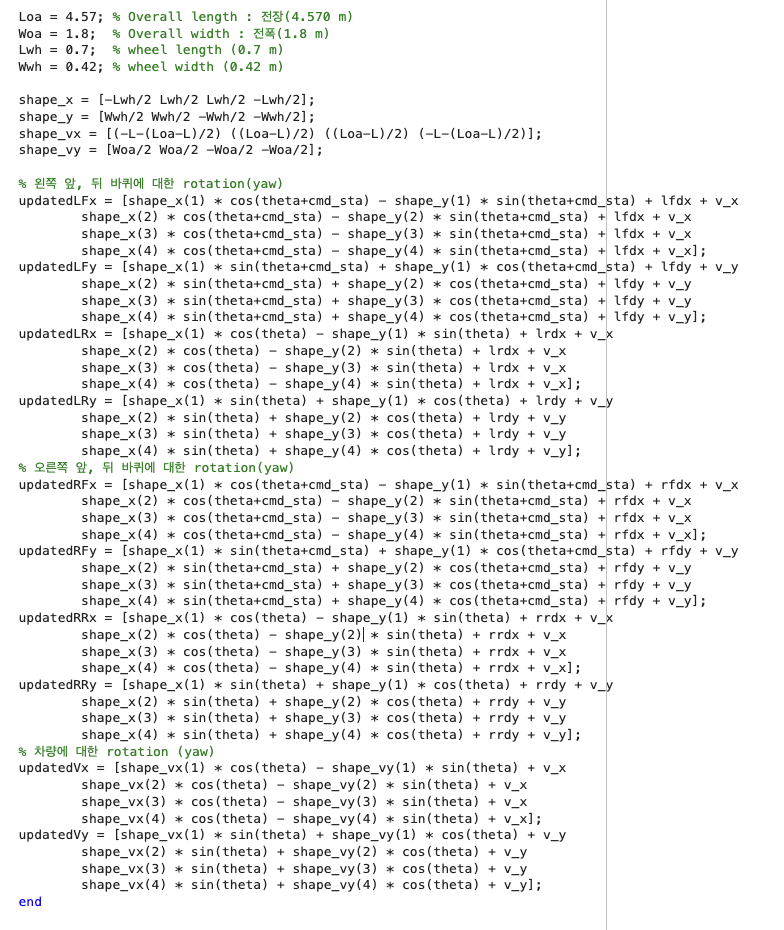 Loa = 4.57; % Overall length : 전장(4.570 m)
Woa = 1.8;  % Overall width : 전폭(1.8 m)
Lwh = 0.7;  % wheel length (0.7 m)
Wwh = 0.42; % wheel width (0.42 m)
shape_x = [-Lwh/2 Lwh/2 Lwh/2 -Lwh/2];
shape_y = [Wwh/2 Wwh/2 -Wwh/2 -Wwh/2];
shape_vx = [(-L-(Loa-L)/2) ((Loa-L)/2) ((Loa-L)/2) (-L-(Loa-L)/2)];
shape_vy = [Woa/2 Woa/2 -Woa/2 -Woa/2];
% 왼쪽 앞, 뒤 바퀴에 대한 rotation(yaw)
updatedLFx = [shape_x(1) * cos(theta+cmd_sta) - shape_y(1) * sin(theta+cmd_sta) + lfdx + v_x
        shape_x(2) * cos(theta+cmd_sta) - shape_y(2) * sin(theta+cmd_sta) + lfdx + v_x
        shape_x(3) * cos(theta+cmd_sta) - shape_y(3) * sin(theta+cmd_sta) + lfdx + v_x
        shape_x(4) * cos(theta+cmd_sta) - shape_y(4) * sin(theta+cmd_sta) + lfdx + v_x];
updatedLFy = [shape_x(1) * sin(theta+cmd_sta) + shape_y(1) * cos(theta+cmd_sta) + lfdy + v_y
        shape_x(2) * sin(theta+cmd_sta) + shape_y(2) * cos(theta+cmd_sta) + lfdy + v_y
        shape_x(3) * sin(theta+cmd_sta) + shape_y(3) * cos(theta+cmd_sta) + lfdy + v_y
        shape_x(4) * sin(theta+cmd_sta) + shape_y(4) * cos(theta+cmd_sta) + lfdy + v_y];
updatedLRx = [shape_x(1) * cos(theta) - shape_y(1) * sin(theta) + lrdx + v_x
        shape_x(2) * cos(theta) - shape_y(2) * sin(theta) + lrdx + v_x
        shape_x(3) * cos(theta) - shape_y(3) * sin(theta) + lrdx + v_x
        shape_x(4) * cos(theta) - shape_y(4) * sin(theta) + lrdx + v_x];
updatedLRy = [shape_x(1) * sin(theta) + shape_y(1) * cos(theta) + lrdy + v_y
        shape_x(2) * sin(theta) + shape_y(2) * cos(theta) + lrdy + v_y
        shape_x(3) * sin(theta) + shape_y(3) * cos(theta) + lrdy + v_y
        shape_x(4) * sin(theta) + shape_y(4) * cos(theta) + lrdy + v_y];
% 오른쪽 앞, 뒤 바퀴에 대한 rotation(yaw)
updatedRFx = [shape_x(1) * cos(theta+cmd_sta) - shape_y(1) * sin(theta+cmd_sta) + rfdx + v_x
        shape_x(2) * cos(theta+cmd_sta) - shape_y(2) * sin(theta+cmd_sta) + rfdx + v_x
        shape_x(3) * cos(theta+cmd_sta) - shape_y(3) * sin(theta+cmd_sta) + rfdx + v_x
        shape_x(4) * cos(theta+cmd_sta) - shape_y(4) * sin(theta+cmd_sta) + rfdx + v_x];
updatedRFy = [shape_x(1) * sin(theta+cmd_sta) + shape_y(1) * cos(theta+cmd_sta) + rfdy + v_y
        shape_x(2) * sin(theta+cmd_sta) + shape_y(2) * cos(theta+cmd_sta) + rfdy + v_y
        shape_x(3) * sin(theta+cmd_sta) + shape_y(3) * cos(theta+cmd_sta) + rfdy + v_y
        shape_x(4) * sin(theta+cmd_sta) + shape_y(4) * cos(theta+cmd_sta) + rfdy + v_y];
updatedRRx = [shape_x(1) * cos(theta) - shape_y(1) * sin(theta) + rrdx + v_x
        shape_x(2) * cos(theta) - shape_y(2) * sin(theta) + rrdx + v_x
        shape_x(3) * cos(theta) - shape_y(3) * sin(theta) + rrdx + v_x
        shape_x(4) * cos(theta) - shape_y(4) * sin(theta) + rrdx + v_x];
updatedRRy = [shape_x(1) * sin(theta) + shape_y(1) * cos(theta) + rrdy + v_y
        shape_x(2) * sin(theta) + shape_y(2) * cos(theta) + rrdy + v_y
        shape_x(3) * sin(theta) + shape_y(3) * cos(theta) + rrdy + v_y
        shape_x(4) * sin(theta) + shape_y(4) * cos(theta) + rrdy + v_y];
% 차량에 대한 rotation (yaw)
updatedVx = [shape_vx(1) * cos(theta) - shape_vy(1) * sin(theta) + v_x
        shape_vx(2) * cos(theta) - shape_vy(2) * sin(theta) + v_x
        shape_vx(3) * cos(theta) - shape_vy(3) * sin(theta) + v_x
        shape_vx(4) * cos(theta) - shape_vy(4) * sin(theta) + v_x];
updatedVy = [shape_vx(1) * sin(theta) + shape_vy(1) * cos(theta) + v_y
        shape_vx(2) * sin(theta) + shape_vy(2) * cos(theta) + v_y
        shape_vx(3) * sin(theta) + shape_vy(3) * cos(theta) + v_y
        shape_vx(4) * sin(theta) + shape_vy(4) * cos(theta) + v_y];
end